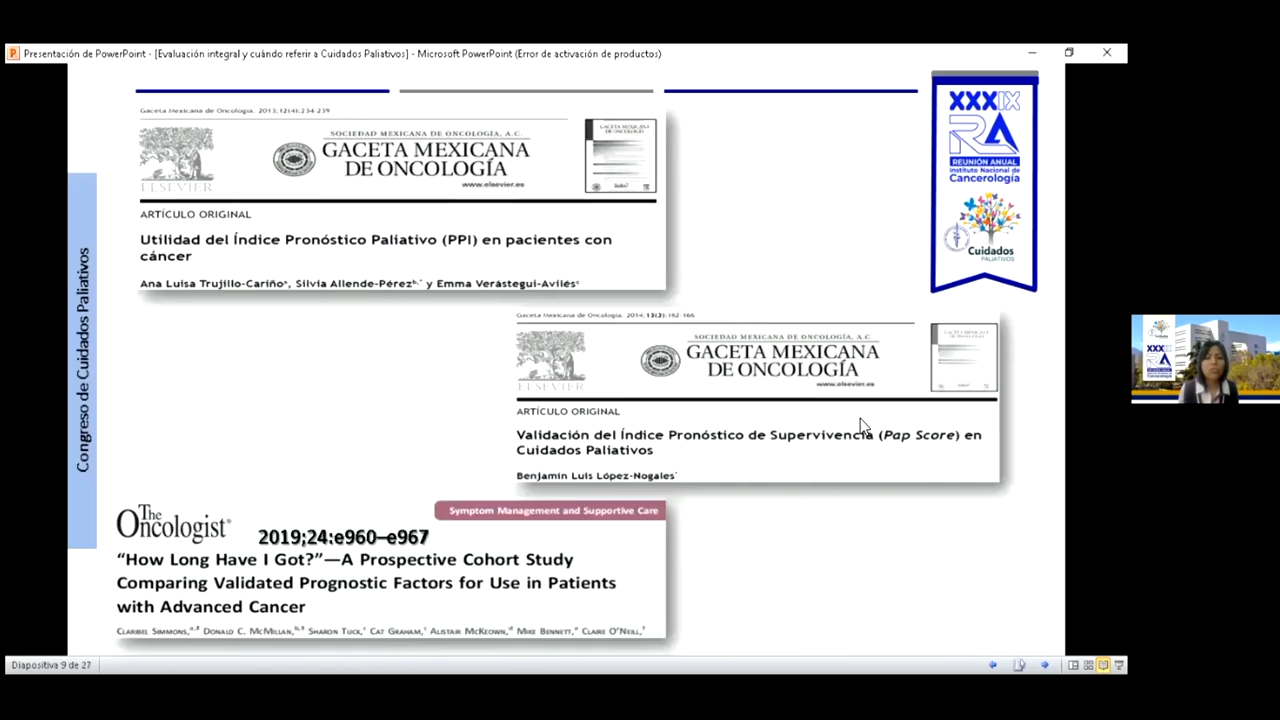 Presentación de PowerPoint - [Evaluación integral y cuándo referir a Cuidados Paliativos] - Microsoft PowerPoint (Error de activación de productos)
Gaceta Mexicana de Oncología. 2013;12(4):234-239
ELSEVIER
SOCIEDAD MEXICANA DE ONCOLOGÍA, A.C.
GACETA MEXICANA
DE ONCOLOGÍA
www.elsevier.es
ARTÍCULO ORIGINAL
Utilidad del Índice Pronóstico Paliativo (PPI) en pacientes con
cáncer
Ana Luisa Trujillo-Cariño, Silvia Allende-Pérez y Emma Verástegui-Avilés
XXXIX
RA
REUNIÓN ANUAL
Instituto Nacional de
Cancerología
Cuidados
PALIATIVOS
Congreso de Cuidados Paliativos
Gaceta Mexicana de Oncología. 2014;13(3):162-166
ELSEVIER
SOCIEDAD MEXICANA DE ONCOLOGÍA, A.C.
GACETA MEXICANA
DE ONCOLOGÍA
www.elsevier.es
ARTÍCULO ORIGINAL
Validación del Índice Pronóstico de Supervivencia (Pap Score) en
Cuidados Paliativos
Benjamín Luis López-Nogales*
The Oncologist®
Symptom Management and Supportive Care
2019;24:e960–e967
“How Long Have I Got?”—A Prospective Cohort Study
Comparing Validated Prognostic Factors for Use in Patients
with Advanced Cancer
Claribel Simmons, Donald C. McMillan, Sharon Tuck, Cat Graham, Alistair McKeown, Mike Bennett, Claire O'Neill,
Diapositiva 9 de 27